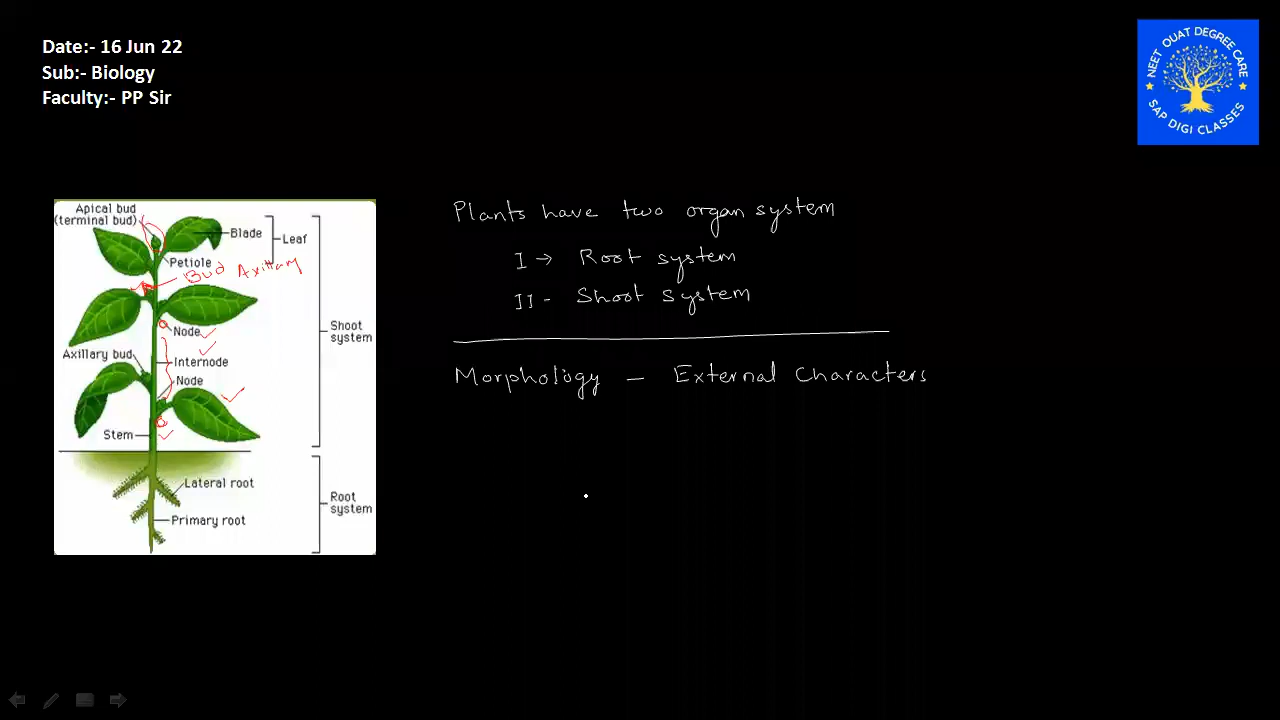 Date:- 16 Jun 22
Sub:- Biology
Faculty:- PP Sir
NEET OUAT DEGREE CARE
SAP DIGI CLASSES
Apical bud
(terminal bud)
Blade
Leaf
Petiole
Bud Axillary
Node
Shoot
system
Axillary bud
Internode
Node
Stem
Lateral root
Root
system
Primary root
Plants have two organ system
I → Root system
II - Shoot system
Morphology - External Characters